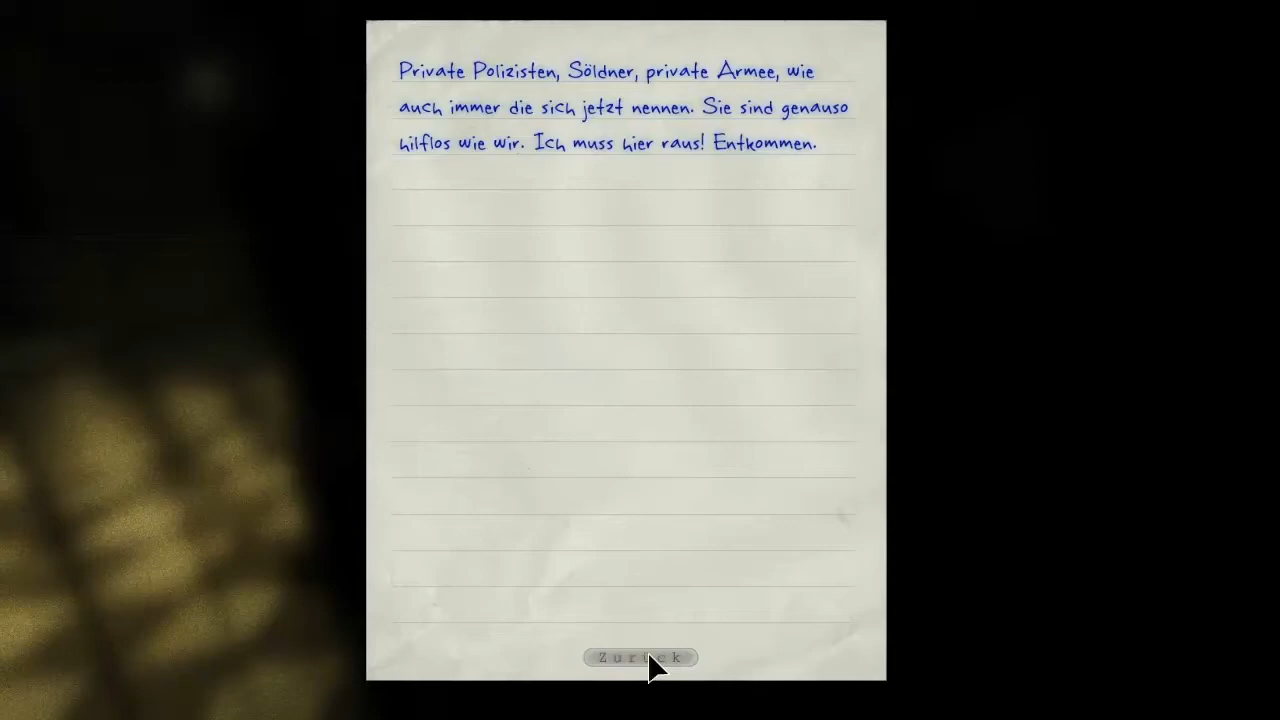 Private Polizisten, Söldner, private Armee, wie
auch immer die sich jetzt nennen. Sie sind genauso
hilflos wie wir. Ich muss hier raus! Entkommen.
Zurück